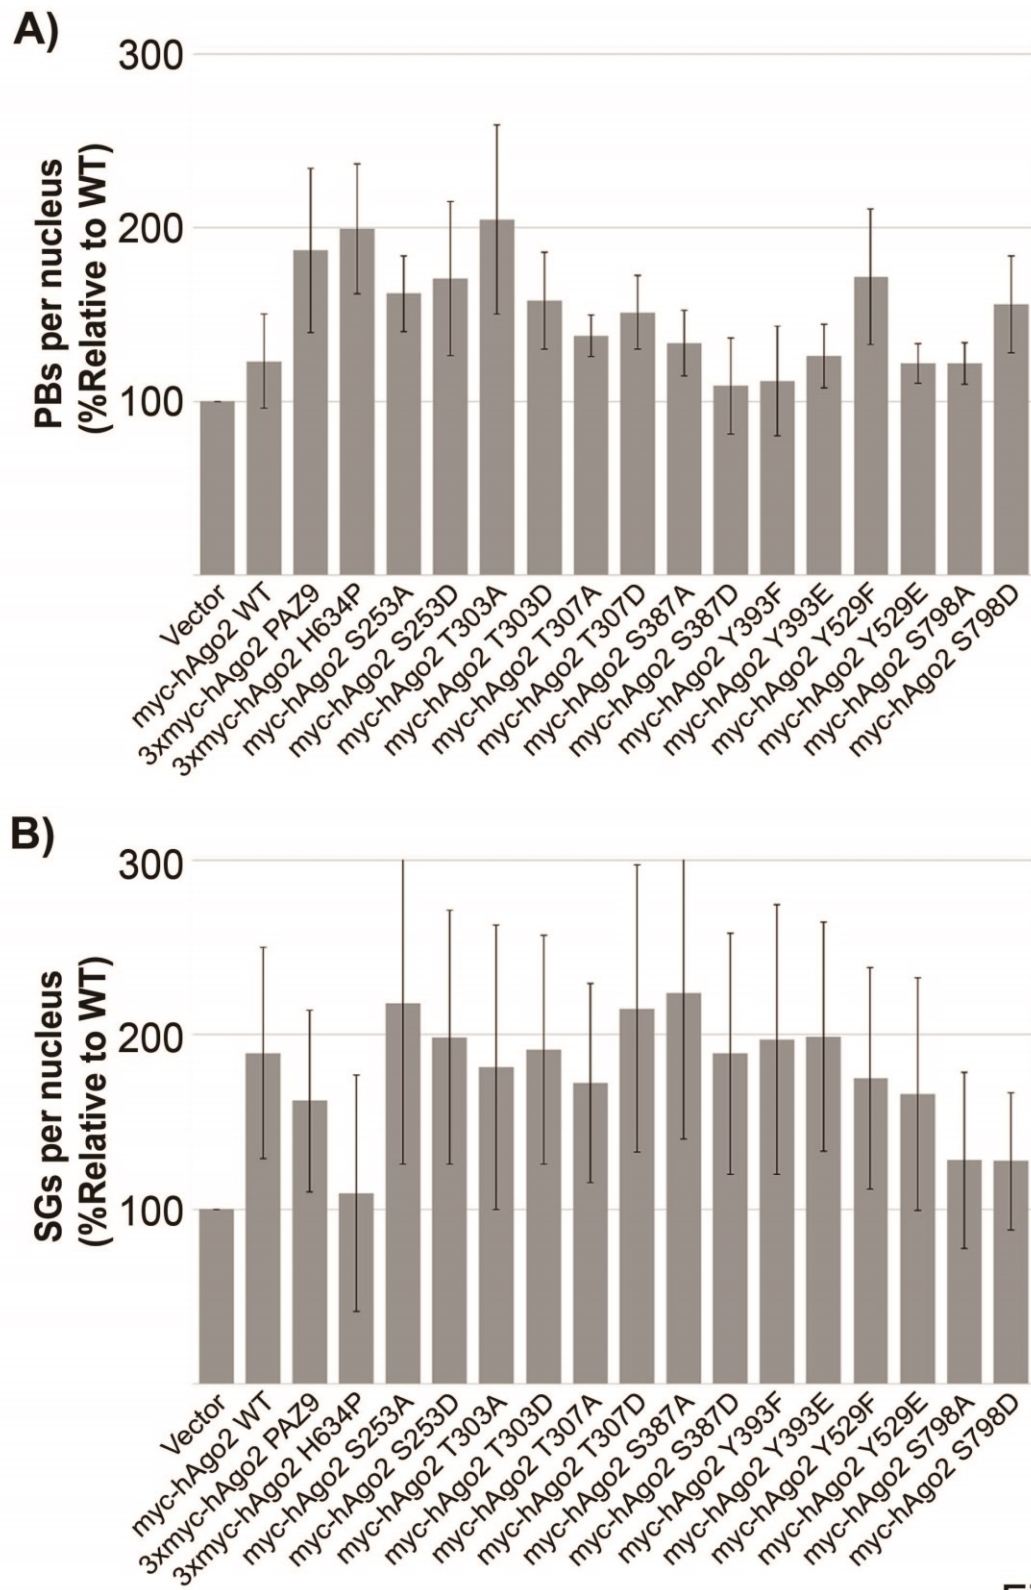 A)
PBs per nucleus
(%Relative to WT)
300
200
100
Vector
myc-hAgo2 WT
3xmyc-hAgo2 PAZ9
3xmyc-hAgo2 H634P
myc-hAgo2 S253A
myc-hAgo2 S253D
myc-hAgo2 T303A
myc-hAgo2 T303D
myc-hAgo2 T307A
myc-hAgo2 T307D
myc-hAgo2 S387A
myc-hAgo2 S387D
myc-hAgo2 Y393F
myc-hAgo2 Y393E
myc-hAgo2 Y529F
myc-hAgo2 Y529E
myc-hAgo2 S798A
myc-hAgo2 S798D
B)
SGs per nucleus
(%Relative to WT)
300
200
100
Vector
myc-hAgo2 WT
3xmyc-hAgo2 PAZ9
3xmyc-hAgo2 H634P
myc-hAgo2 S253A
myc-hAgo2 S253D
myc-hAgo2 T303A
myc-hAgo2 T303D
myc-hAgo2 T307A
myc-hAgo2 T307D
myc-hAgo2 S387A
myc-hAgo2 S387D
myc-hAgo2 Y393F
myc-hAgo2 Y393E
myc-hAgo2 Y529F
myc-hAgo2 Y529E
myc-hAgo2 S798A
myc-hAgo2 S798D